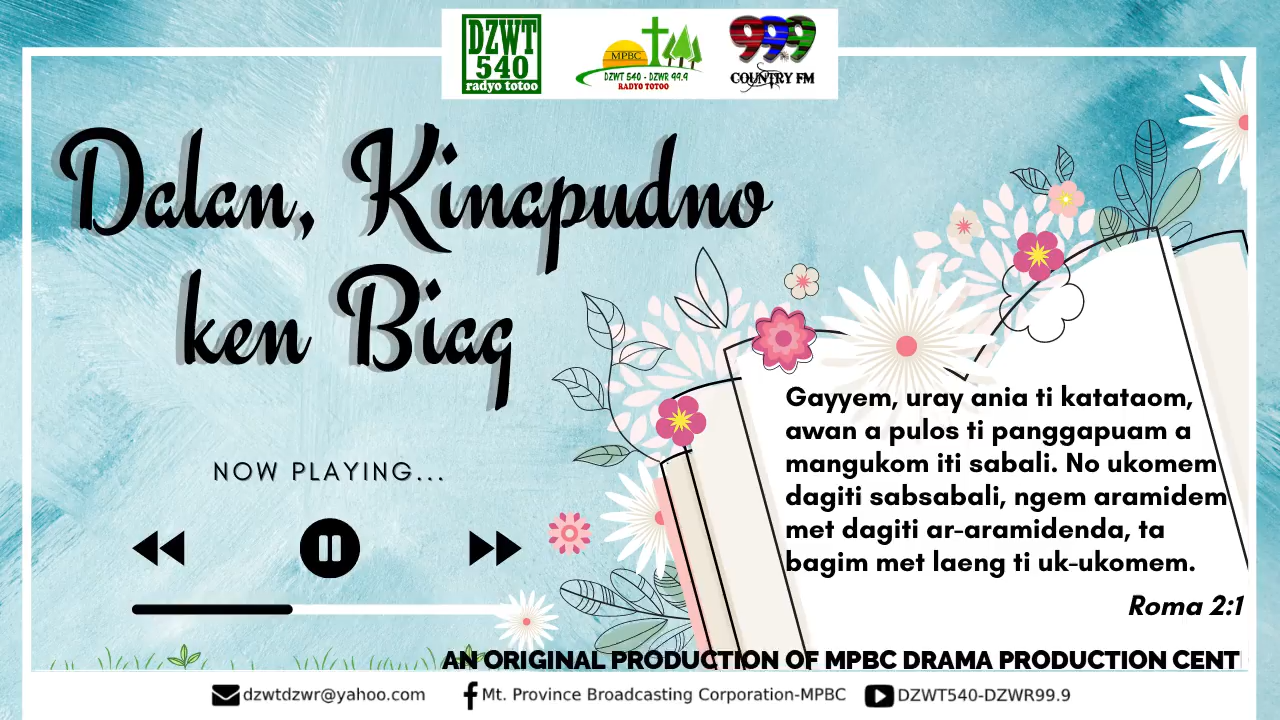 DZWT
540
radyo totoo
MPBC
DZWT 540 - DZWR 99.9
RADYO TOTOO
99.9
COUNTRY FM
Dalan, Kinapudno
ken Biag
NOW PLAYING...
Gayyem, uray ania ti katataom,
awan a pulos ti panggapuam a
mangukom iti sabali. No ukomem
dagiti sabsabali, ngem aramidem
met dagiti ar-aramidenda, ta
bagim met laeng ti uk-ukomem.
Roma 2:1
AN ORIGINAL PRODUCTION OF MPBC DRAMA PRODUCTION CENT
dzwtdzwr@yahoo.com
Mt. Province Broadcasting Corporation-MPBC
DZWT540-DZWR99.9